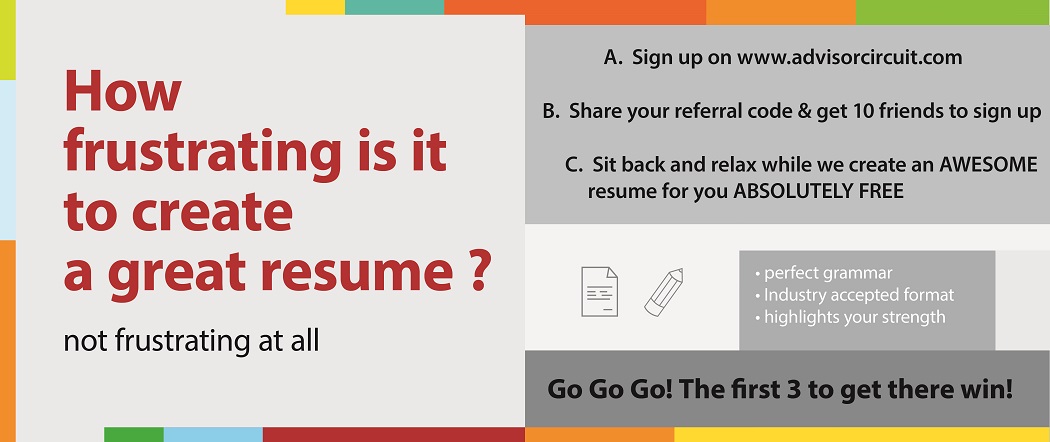 How
frustrating is it
to create
a great resume ?
not frustrating at all
A. Sign up on www.advisorcircuit.com
B. Share your referral code & get 10 friends to sign up
C. Sit back and relax while we create an AWESOME
resume for you ABSOLUTELY FREE
• perfect grammar
• Industry accepted format
• highlights your strength
Go Go Go! The first 3 to get there win!